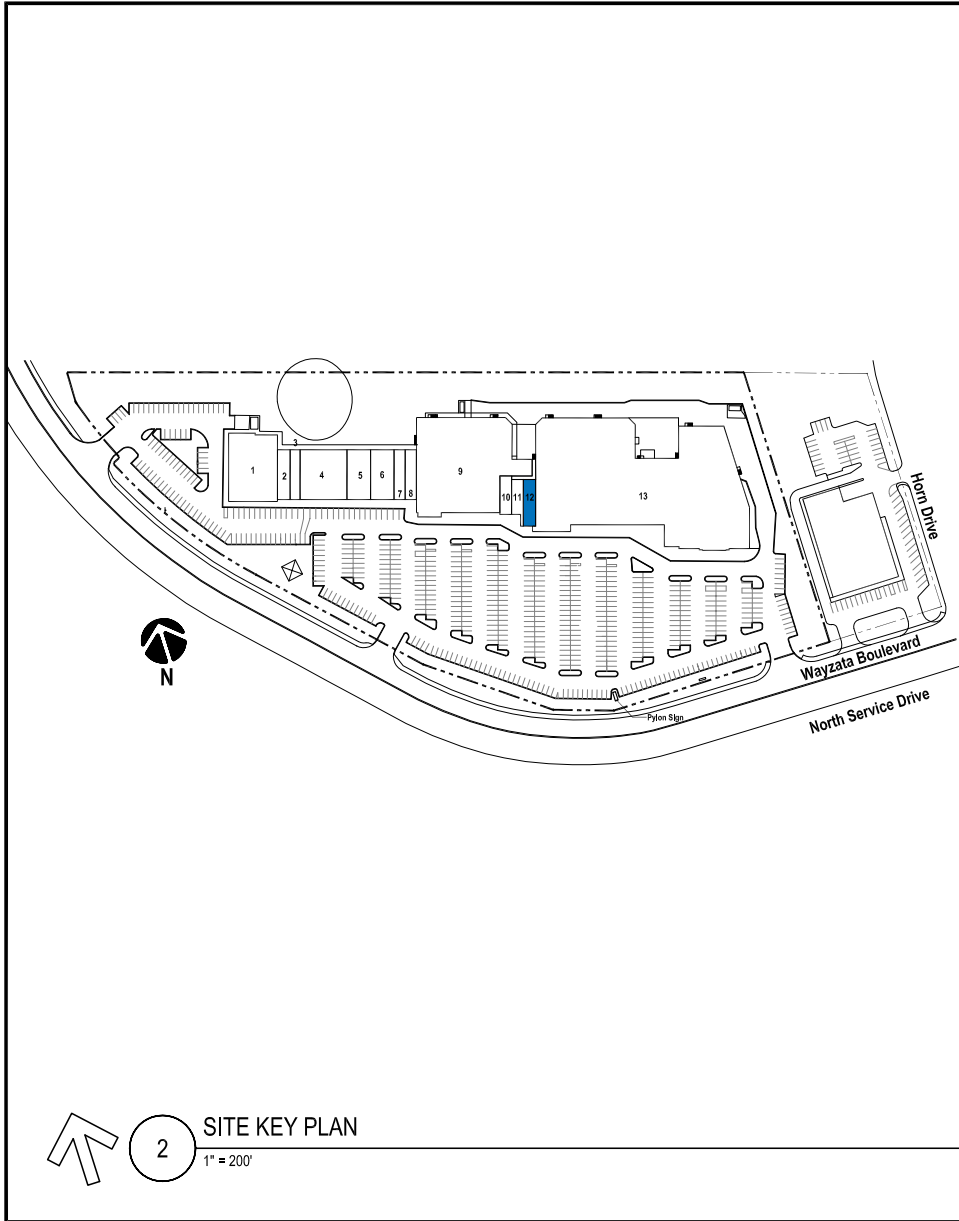 3
1
2
4
5
6
7
8
9
10
11
12
13
Horn Drive
Wayzata Boulevard
North Service Drive
Pylon Sign
N
2
SITE KEY PLAN
1" = 200'